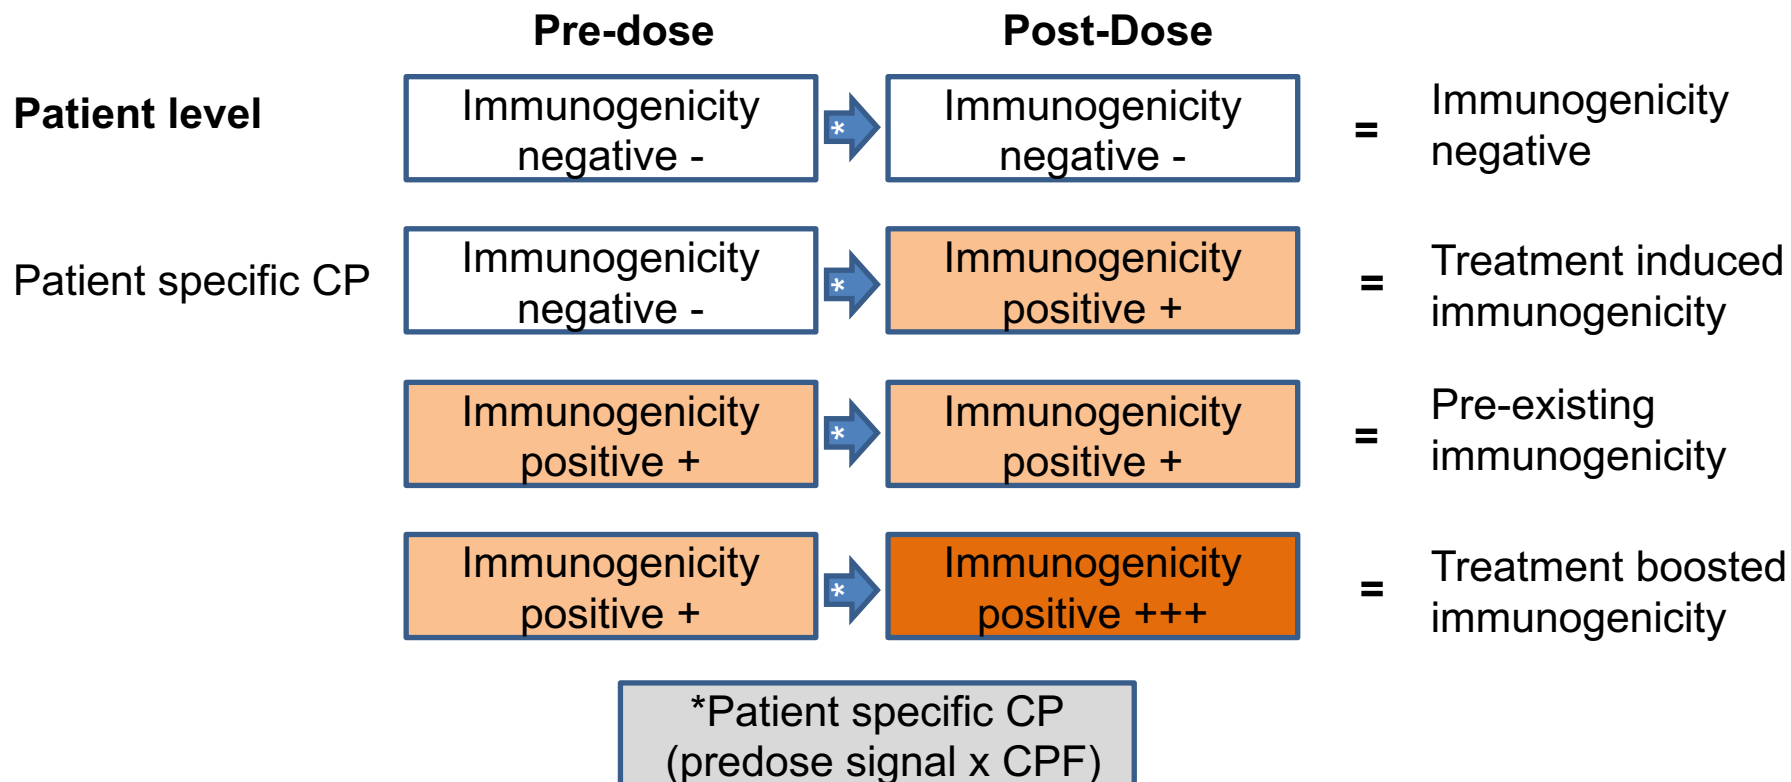 Pre-dose
Post-Dose
Patient level
Immunogenicity
negative -
*
Immunogenicity
negative -
=
Immunogenicity
negative
Patient specific CP
Immunogenicity
negative -
*
Immunogenicity
positive +
=
Treatment induced
immunogenicity
Immunogenicity
positive +
*
Immunogenicity
positive +
=
Pre-existing
immunogenicity
Immunogenicity
positive +
*
Immunogenicity
positive +++
=
Treatment boosted
immunogenicity
*Patient specific CP
(predose signal x CPF)